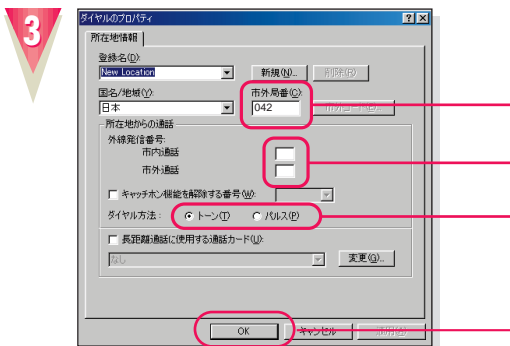 3
ダイヤルのプロパティ
所在地情報
登録名(D):
New Location 新規(N)... 削除(R)
国名/地域(Y): 市外局番(C):
日本 042
所在地からの通話
外線発信番号:
市内通話
市外通話
キャッチホン機能を解除する番号(W):
ダイヤル方法: トーン(T) パルス(P)
長距離通話に使用する通話カード(U):
なし 変更(G)...
OK キャンセル 適用(A)